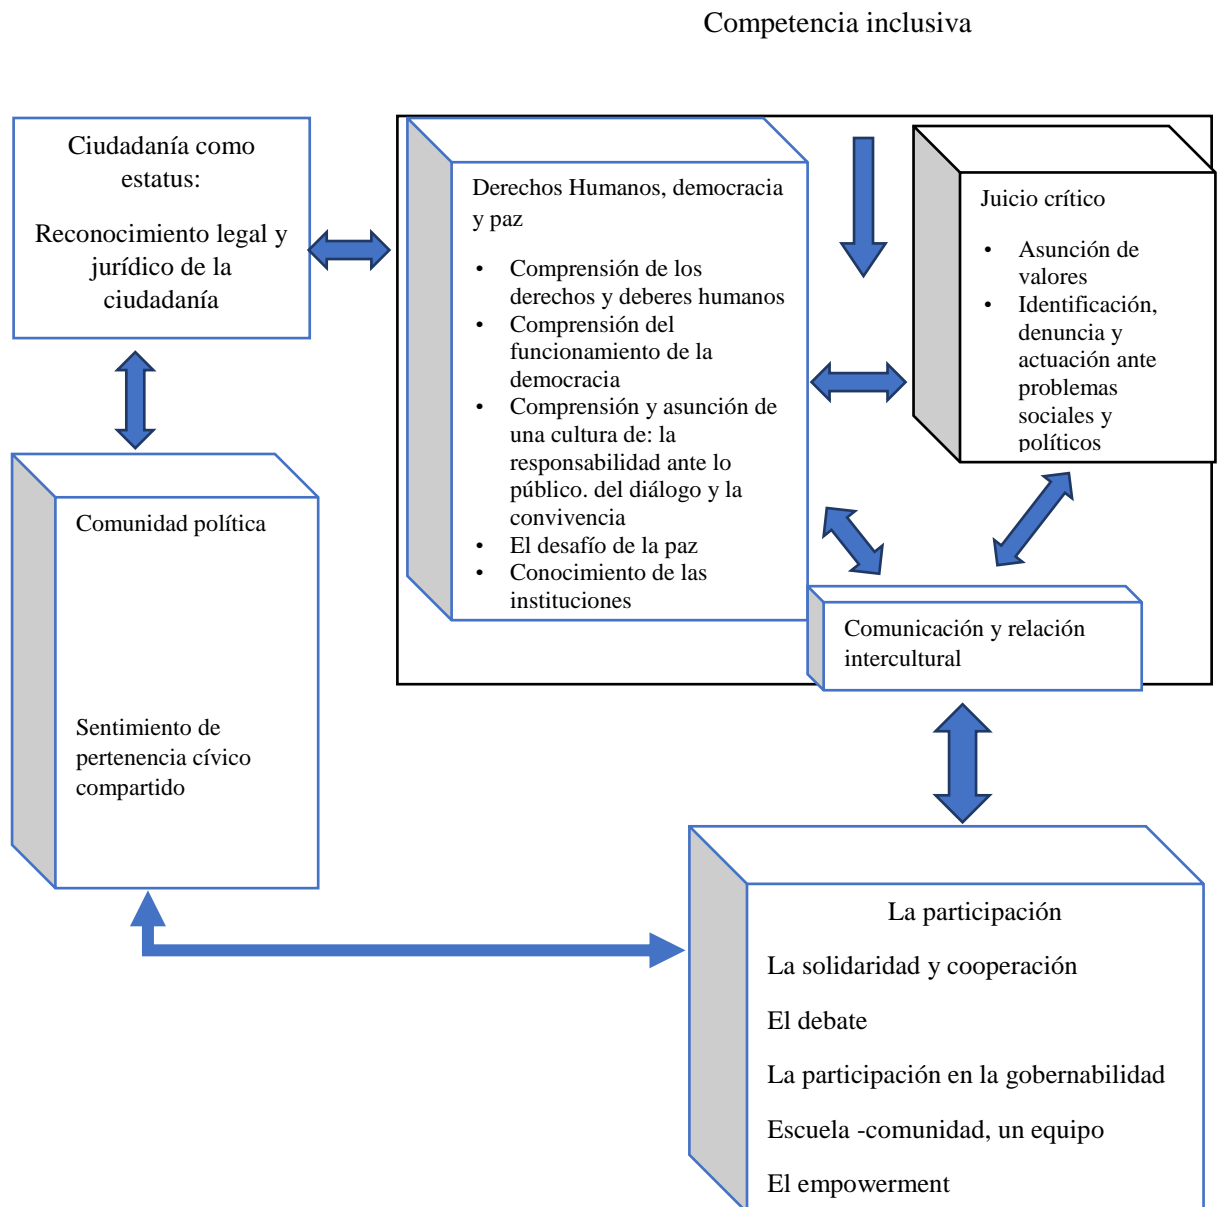 Competencia inclusiva
Ciudadanía como
estatus:
Reconocimiento legal y
jurídico de la
ciudadanía
Derechos Humanos, democracia
y paz
• Comprensión de los
derechos y deberes humanos
• Comprensión del
funcionamiento de la
democracia
• Comprensión y asunción de
una cultura de: la
responsabilidad ante lo
público. del diálogo y la
convivencia
• El desafío de la paz
• Conocimiento de las
instituciones
Juicio crítico
• Asunción de
valores
• Identificación,
denuncia y
actuación ante
problemas
sociales y
políticos
Comunicación y relación
intercultural
Comunidad política
Sentimiento de
pertenencia cívico
compartido
La participación
La solidaridad y cooperación
El debate
La participación en la gobernabilidad
Escuela -comunidad, un equipo
El empowerment